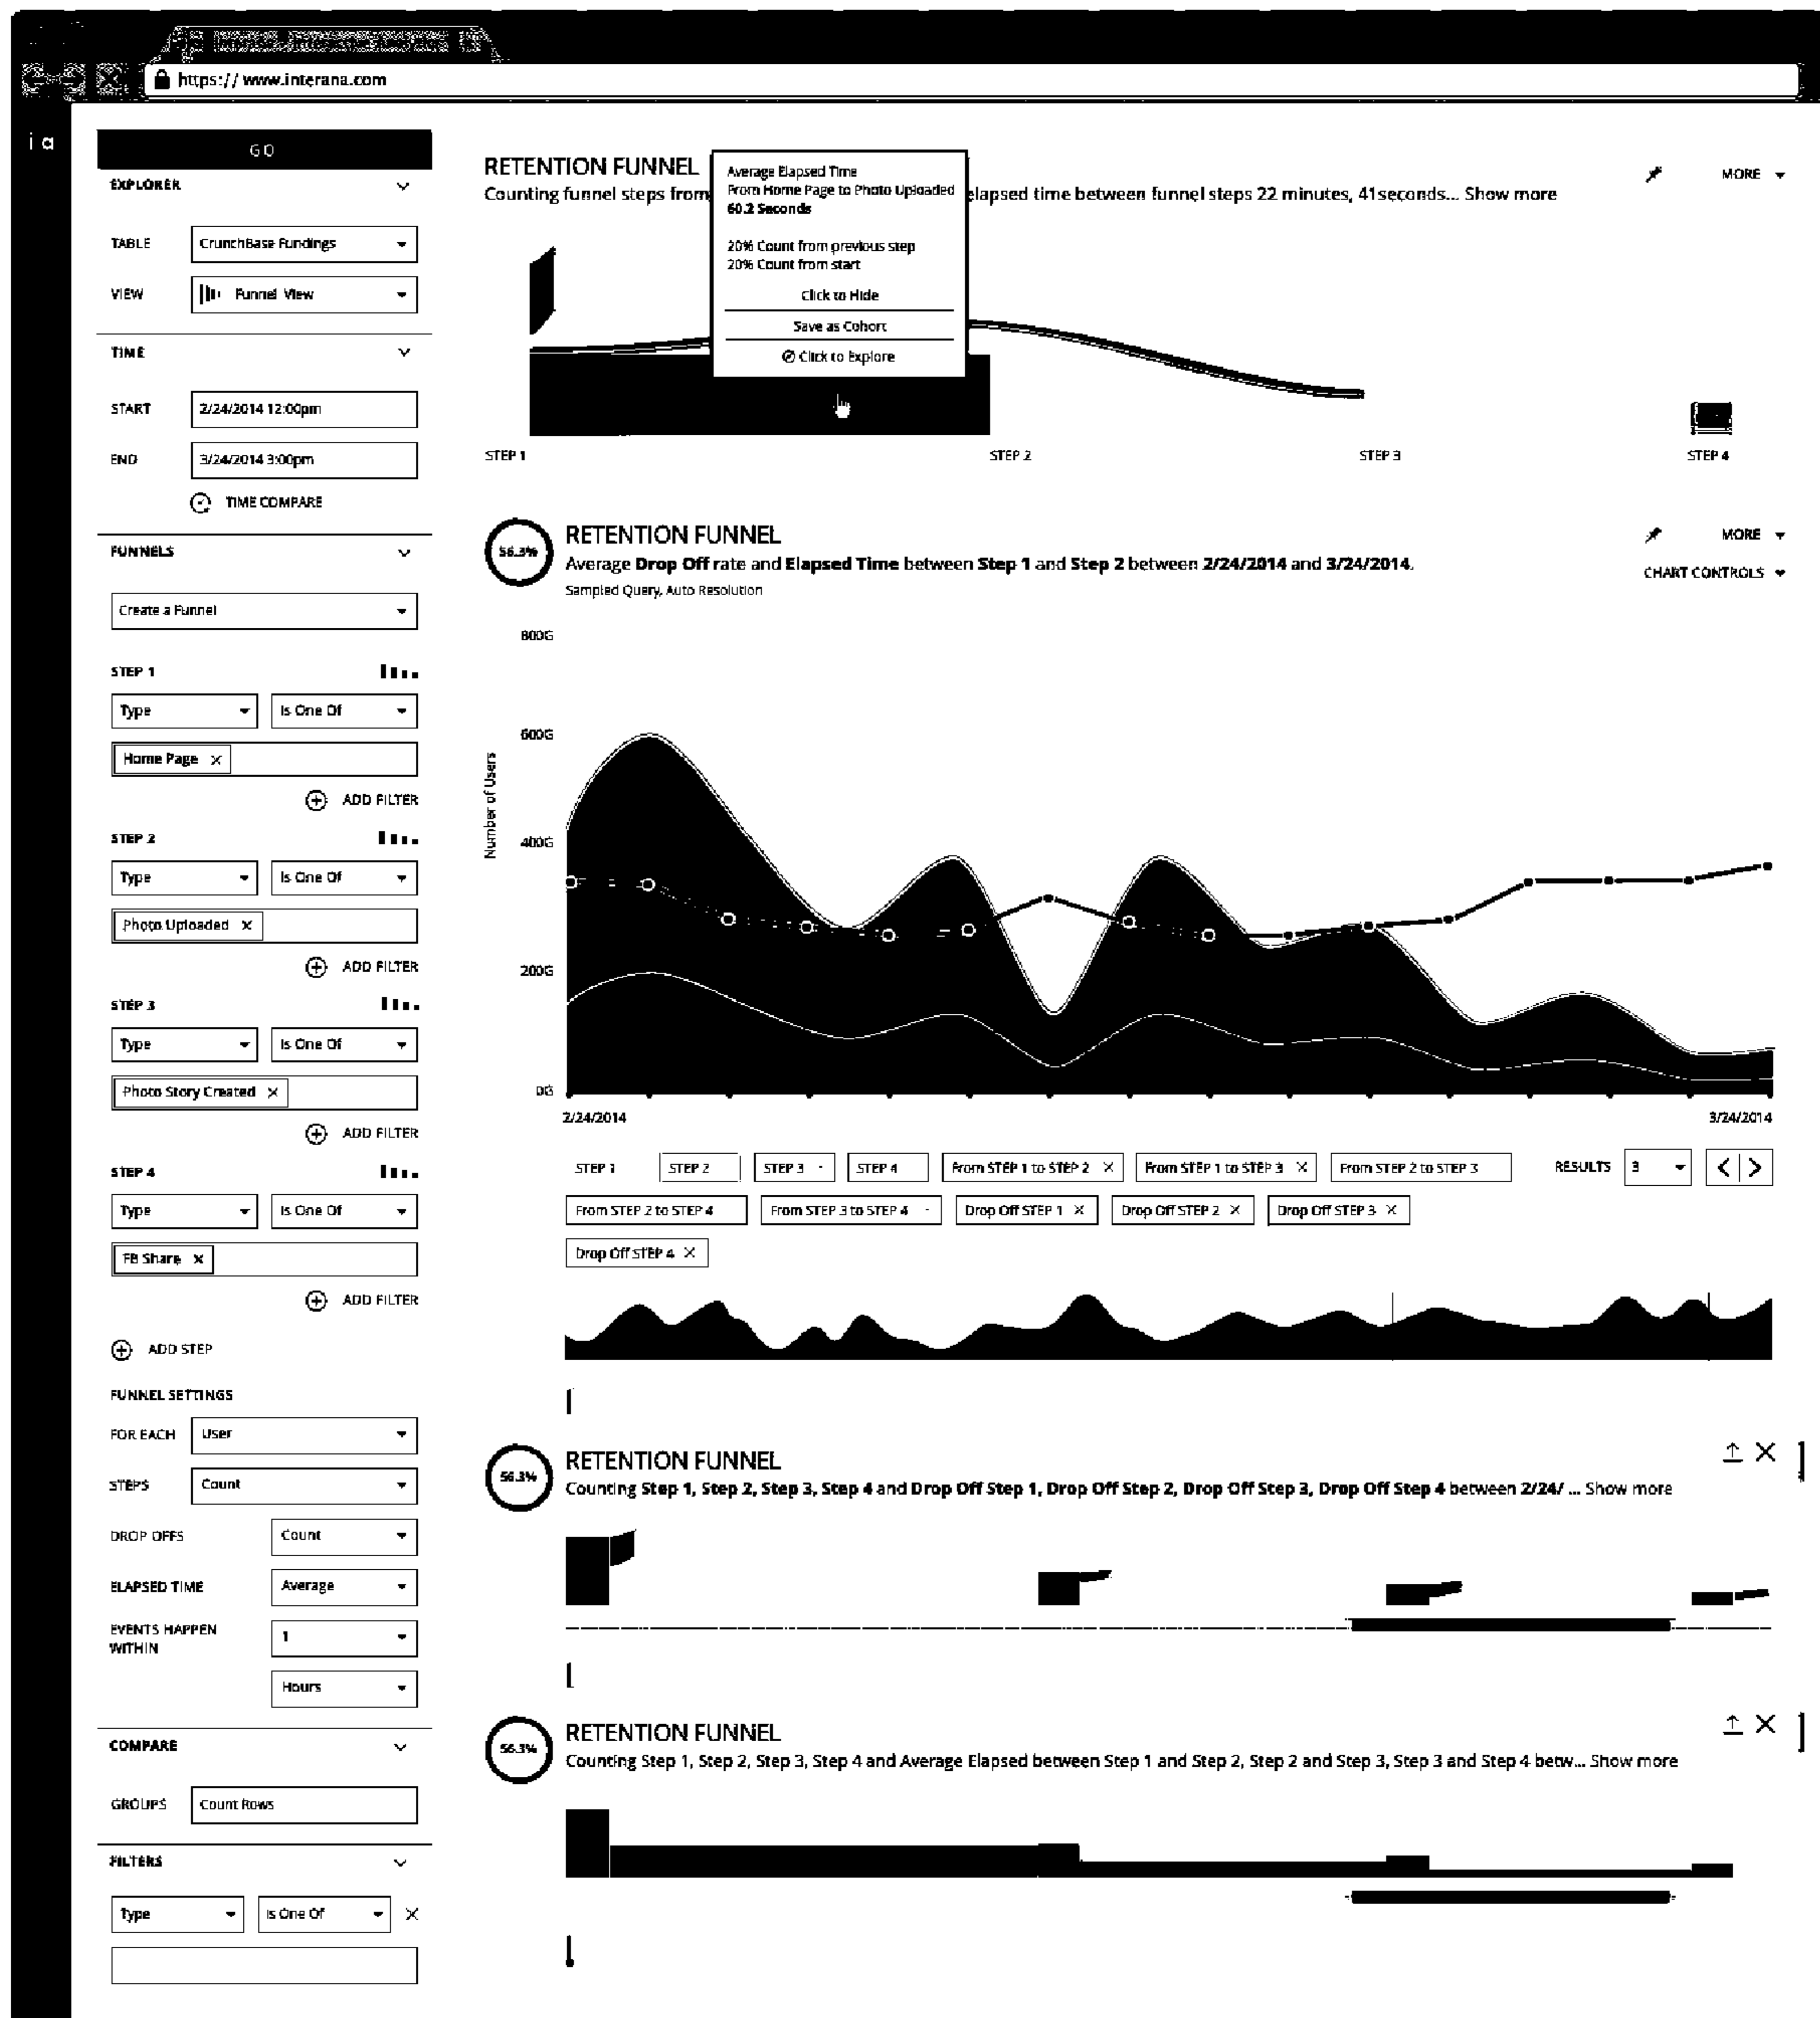 https:// www.interana.com
i a
GO
EXPLORER
TABLE CrunchBase Fundings
VIEW Funnel View
TIME
START 2/24/2014 12:00pm
END 3/24/2014 3:00pm
TIME COMPARE
FUNNELS
Create a Funnel
STEP 1
Type Is One Of
Home Page
ADD FILTER
STEP 2
Type Is One Of
Photo Uploaded
ADD FILTER
STEP 3
Type Is One Of
Photo Story Created
ADD FILTER
STEP 4
Type Is One Of
FB Share
ADD FILTER
ADD STEP
FUNNEL SETTINGS
FOR EACH User
STEPS Count
DROP OFFS Count
ELAPSED TIME Average
EVENTS HAPPEN
WITHIN
1
Hours
COMPARE
GROUPS Count Rows
FILTERS
Type Is One Of
RETENTION FUNNEL
MORE
Counting funnel steps from elapsed time between funnel steps 22 minutes, 41seconds... Show more
Average Elapsed Time
From Home Page to Photo Uploaded
60.2 Seconds
20% Count from previous step
20% Count from start
Click to Hide
Save as Cohort
Click to Explore
STEP 1 STEP 2 STEP 3 STEP 4
56.3%
RETENTION FUNNEL
MORE
Average Drop Off rate and Elapsed Time between Step 1 and Step 2 between 2/24/2014 and 3/24/2014.
CHART CONTROLS
Sampled Query, Auto Resolution
Number of Users
800G
600G
400G
200G
0G
2/24/2014 3/24/2014
STEP 1 STEP 2 STEP 3 STEP 4 From STEP 1 to STEP 2 From STEP 1 to STEP 3 From STEP 2 to STEP 3 RESULTS 3
From STEP 2 to STEP 4 From STEP 3 to STEP 4 Drop Off STEP 1 Drop Off STEP 2 Drop Off STEP 3
Drop Off STEP 4
56.3%
RETENTION FUNNEL
Counting Step 1, Step 2, Step 3, Step 4 and Drop Off Step 1, Drop Off Step 2, Drop Off Step 3, Drop Off Step 4 between 2/24/ ... Show more
56.3%
RETENTION FUNNEL
Counting Step 1, Step 2, Step 3, Step 4 and Average Elapsed between Step 1 and Step 2, Step 2 and Step 3, Step 3 and Step 4 betw... Show more